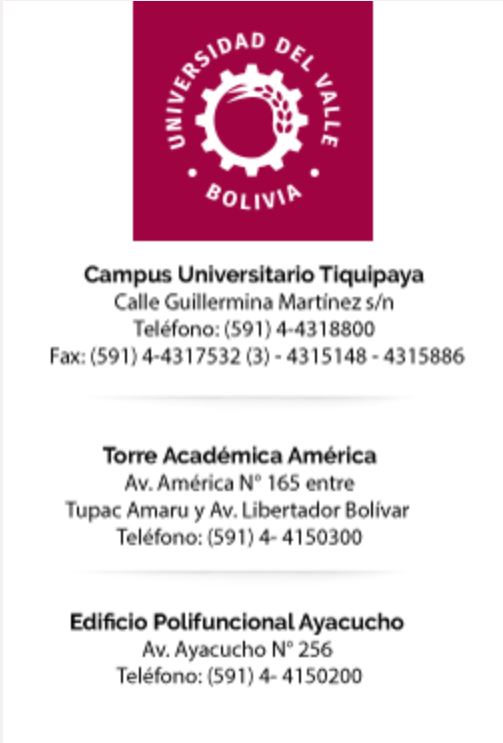 UNIVERSIDAD DEL VALLE
BOLIVIA
Campus Universitario Tiquipaya
Calle Guillermina Martínez s/n
Teléfono: (591) 4-4318800
Fax: (591) 4-4317532 (3) - 4315148 - 4315886
Torre Académica América
Av. América N° 165 entre
Tupac Amaru y Av. Libertador Bolívar
Teléfono: (591) 4- 4150300
Edificio Polifuncional Ayacucho
Av. Ayacucho N° 256
Teléfono: (591) 4- 4150200